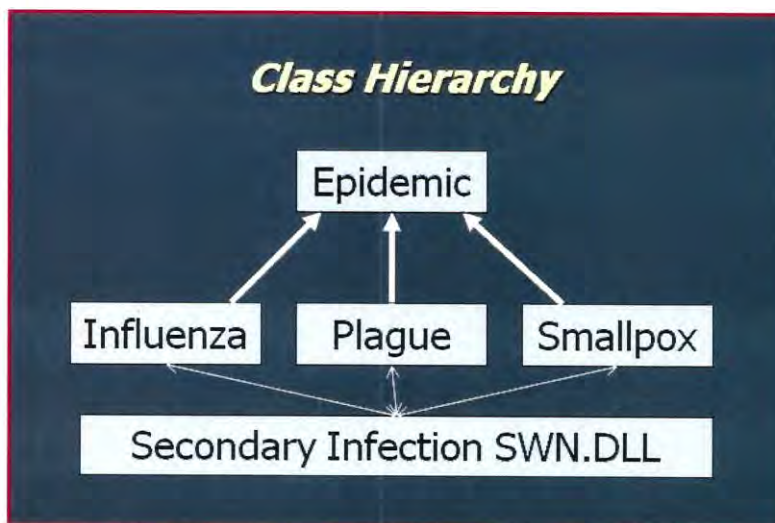 Class Hierarchy
Epidemic
Influenza
Plague
Smallpox
Secondary Infection SWN.DLL